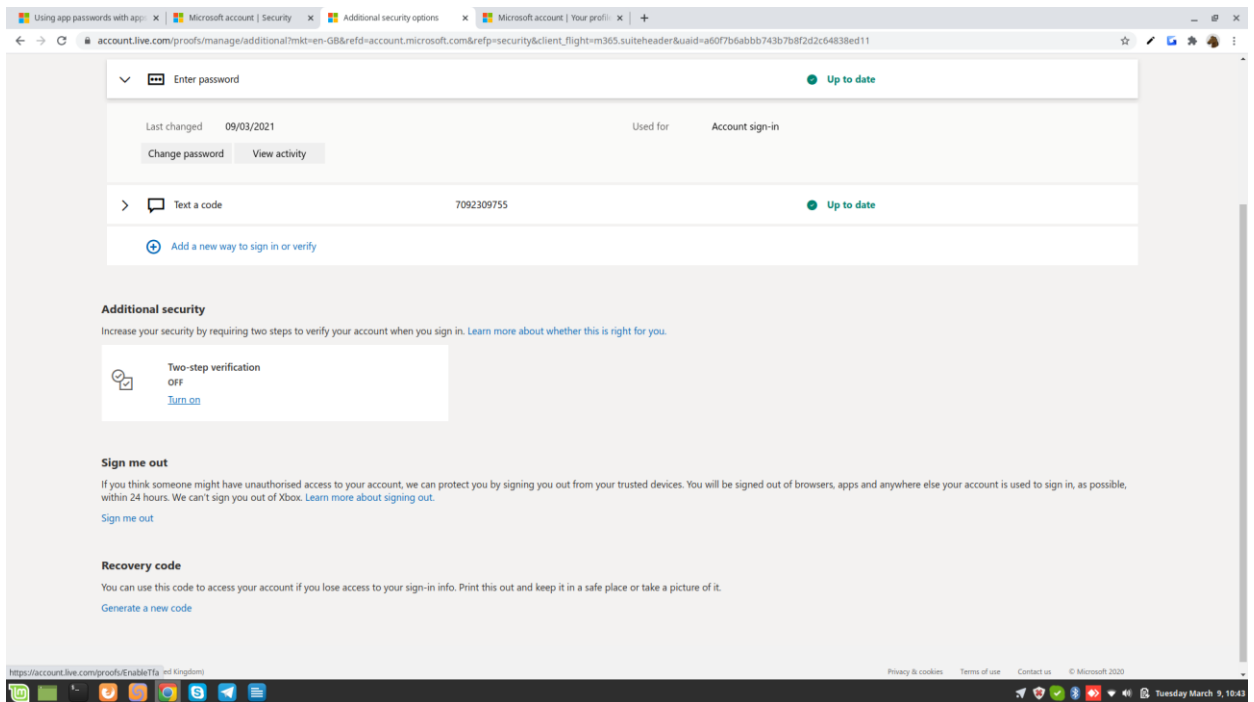 Using app passwords with app
Microsoft account | Security
Additional security options
Microsoft account | Your profil
account.live.com/proofs/manage/additional?mkt=en-GB&refd=account.microsoft.com&refp=security&client_flight=m365.suiteheader&uaid=a60f7b6abbb743b7b8f2d2c64838ed11
Enter password
Up to date
Last changed 09/03/2021 Used for Account sign-in
Change password View activity
Text a code 7092309755 Up to date
Add a new way to sign in or verify
Additional security
Increase your security by requiring two steps to verify your account when you sign in. Learn more about whether this is right for you.
Two-step verification
OFF
Turn on
Sign me out
If you think someone might have unauthorised access to your account, we can protect you by signing you out from your trusted devices. You will be signed out of browsers, apps and anywhere else your account is used to sign in, as possible,
within 24 hours. We can't sign you out of Xbox. Learn more about signing out.
Sign me out
Recovery code
You can use this code to access your account if you lose access to your sign-in info. Print this out and keep it in a safe place or take a picture of it.
Generate a new code
https://account.live.com/proofs/EnableTfa ed Kingdom)
Privacy & cookies Terms of use Contact us © Microsoft 2020
Tuesday March 9, 10:43